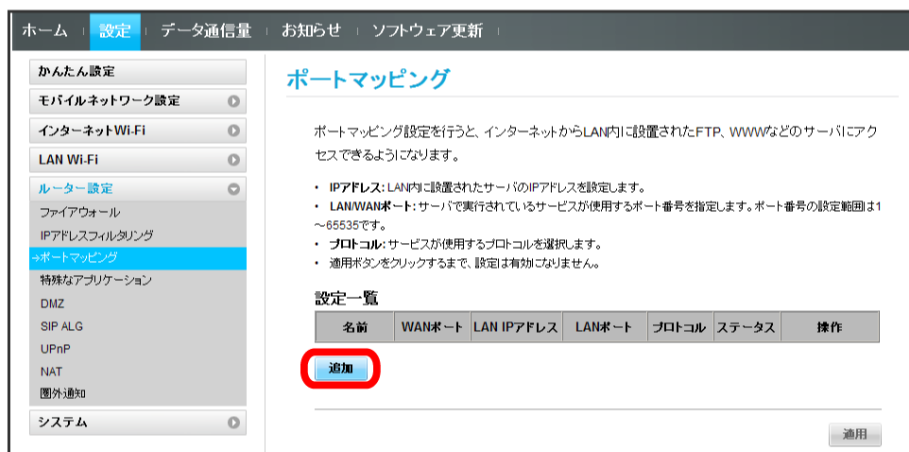 ホーム 設定 データ通信量 お知らせ ソフトウェア更新
かんたん設定
モバイルネットワーク設定
インターネットWi-Fi
LAN Wi-Fi
ルーター設定
ファイアウォール
IPアドレスフィルタリング
→ポートマッピング
特殊なアプリケーション
DMZ
SIP ALG
UPnP
NAT
圏外通知
システム
ポートマッピング
ポートマッピング設定を行うと、インターネットからLAN内に設置されたFTP、WWWなどのサーバにアク
セスできるようになります。
・ IPアドレス:LAN内に設置されたサーバのIPアドレスを設定します。
・ LAN/WANポート:サーバで実行されているサービスが使用するポート番号を指定します。ポート番号の設定範囲は1
～65535です。
・ プロトコル:サービスが使用するプロトコルを選択します。
・ 適用ボタンをクリックするまで、設定は有効になりません。
設定一覧
名前 WANポート LAN IPアドレス LANポート プロトコル ステータス 操作
追加
適用